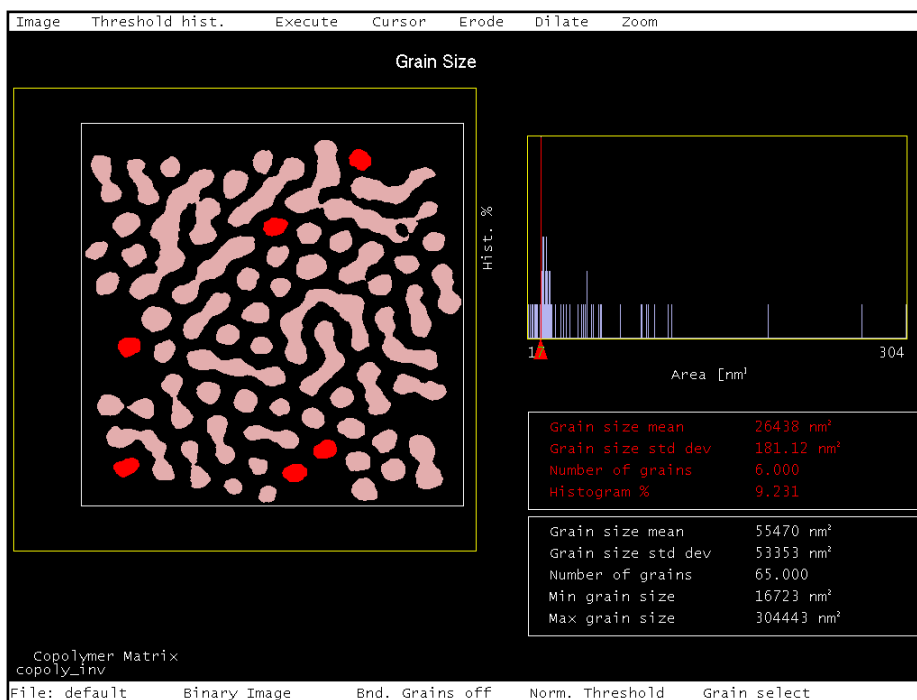 Image Threshold hist. Execute Cursor Erode Dilate Zoom
Grain Size
Hist. %
17 304
Area [nm¹
Grain size mean 26438 nm²
Grain size std dev 181.12 nm²
Number of grains 6.000
Histogram % 9.231
Grain size mean 55470 nm²
Grain size std dev 53353 nm²
Number of grains 65.000
Min grain size 16723 nm²
Max grain size 304443 nm²
Copolymer Matrix
copoly_inv
File: default Binary Image Bnd. Grains off Norm. Threshold Grain select